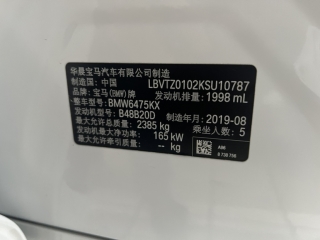 华晨宝马汽车有限公司制造
制造国：中国 LBVTZ0102KSU10787
品牌：宝马(BMW)牌 发动机排量：1998 mL
整车型号：BMW6475KX
发动机型号：B48B20D 制造年月：2019-08
最大允许总质量：2385 kg 乘坐人数：5
发动机最大净功率：165 kW
最大允许牵引质量：-- kg